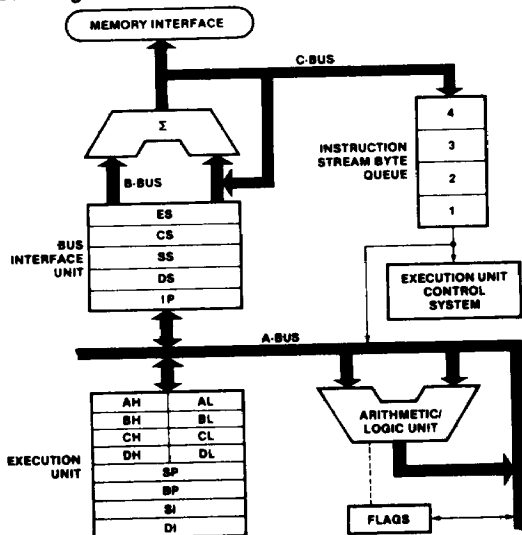 MEMORY INTERFACE
C-BUS
Σ
B-BUS
INSTRUCTION
STREAM BYTE
QUEUE
4
3
2
1
BUS
INTERFACE
UNIT
ES
CS
SS
DS
IP
EXECUTION UNIT
CONTROL
SYSTEM
A-BUS
EXECUTION
UNIT
AH AL
BH BL
CH CL
DH DL
SP
BP
SI
DI
ARITHMETIC/
LOGIC UNIT
FLAGS